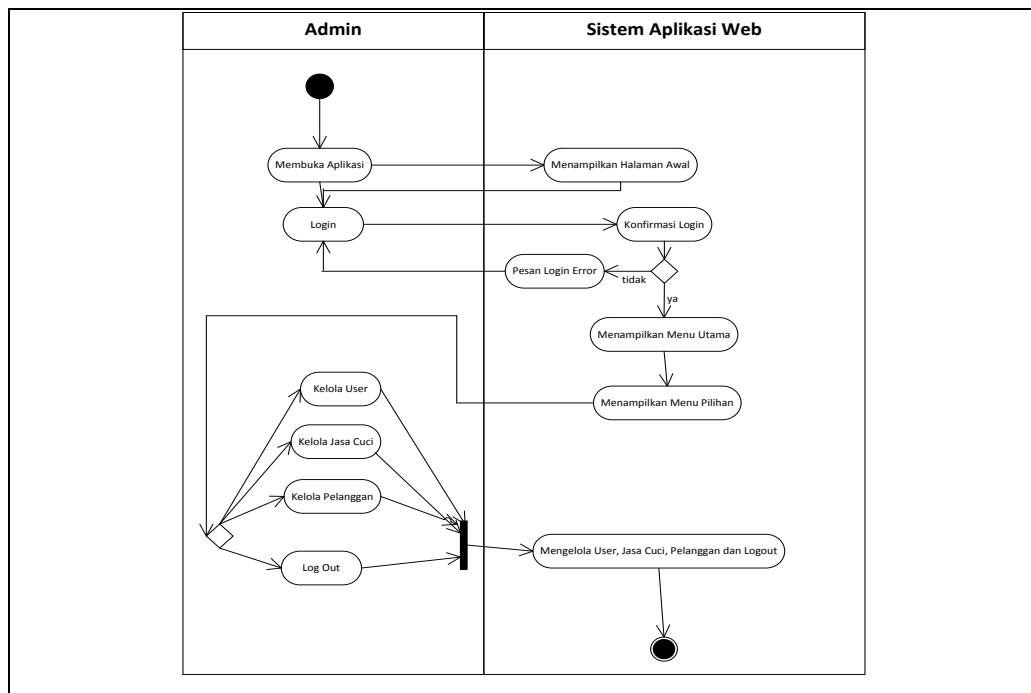 Admin
Sistem Aplikasi Web
Membuka Aplikasi
Menampilkan Halaman Awal
Login
Konfirmasi Login
Pesan Login Error
tidak
ya
Menampilkan Menu Utama
Kelola User
Menampilkan Menu Pilihan
Kelola Jasa Cuci
Kelola Pelanggan
Mengelola User, Jasa Cuci, Pelanggan dan Logout
Log Out